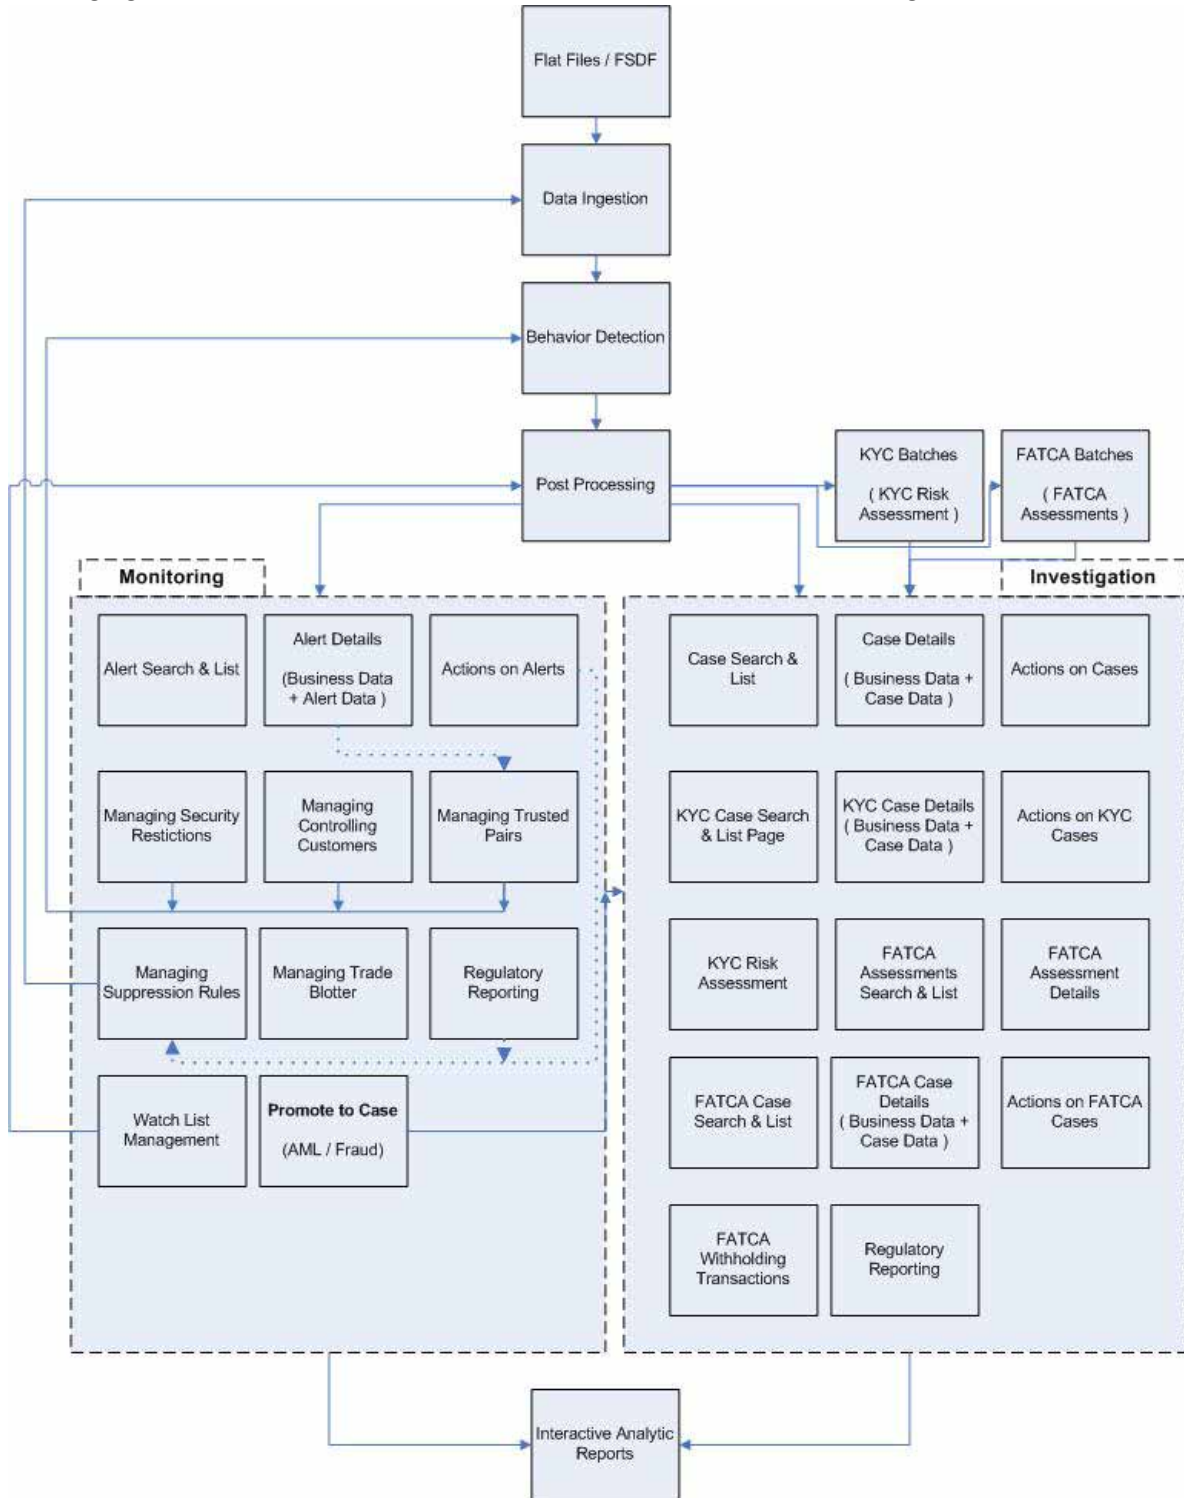 Flat Files / FSDF
Data Ingestion
Behavior Detection
Post Processing
KYC Batches
( KYC Risk
Assessment )
FATCA Batches
( FATCA
Assessments )
Monitoring
Alert Search & List
Alert Details
(Business Data
+ Alert Data )
Actions on Alerts
Managing Security
Restictions
Managing
Controlling
Customers
Managing Trusted
Pairs
Managing
Suppression Rules
Managing Trade
Blotter
Regulatory
Reporting
Watch List
Management
Promote to Case
(AML / Fraud)
Investigation
Case Search &
List
Case Details
( Business Data +
Case Data )
Actions on Cases
KYC Case Search
& List Page
KYC Case Details
( Business Data +
Case Data )
Actions on KYC
Cases
KYC Risk
Assessment
FATCA
Assessments
Search & List
FATCA
Assessment
Details
FATCA Case
Search & List
FATCA Case
Details
( Business Data +
Case Data )
Actions on FATCA
Cases
FATCA
Withholding
Transactions
Regulatory
Reporting
Interactive Analytic
Reports